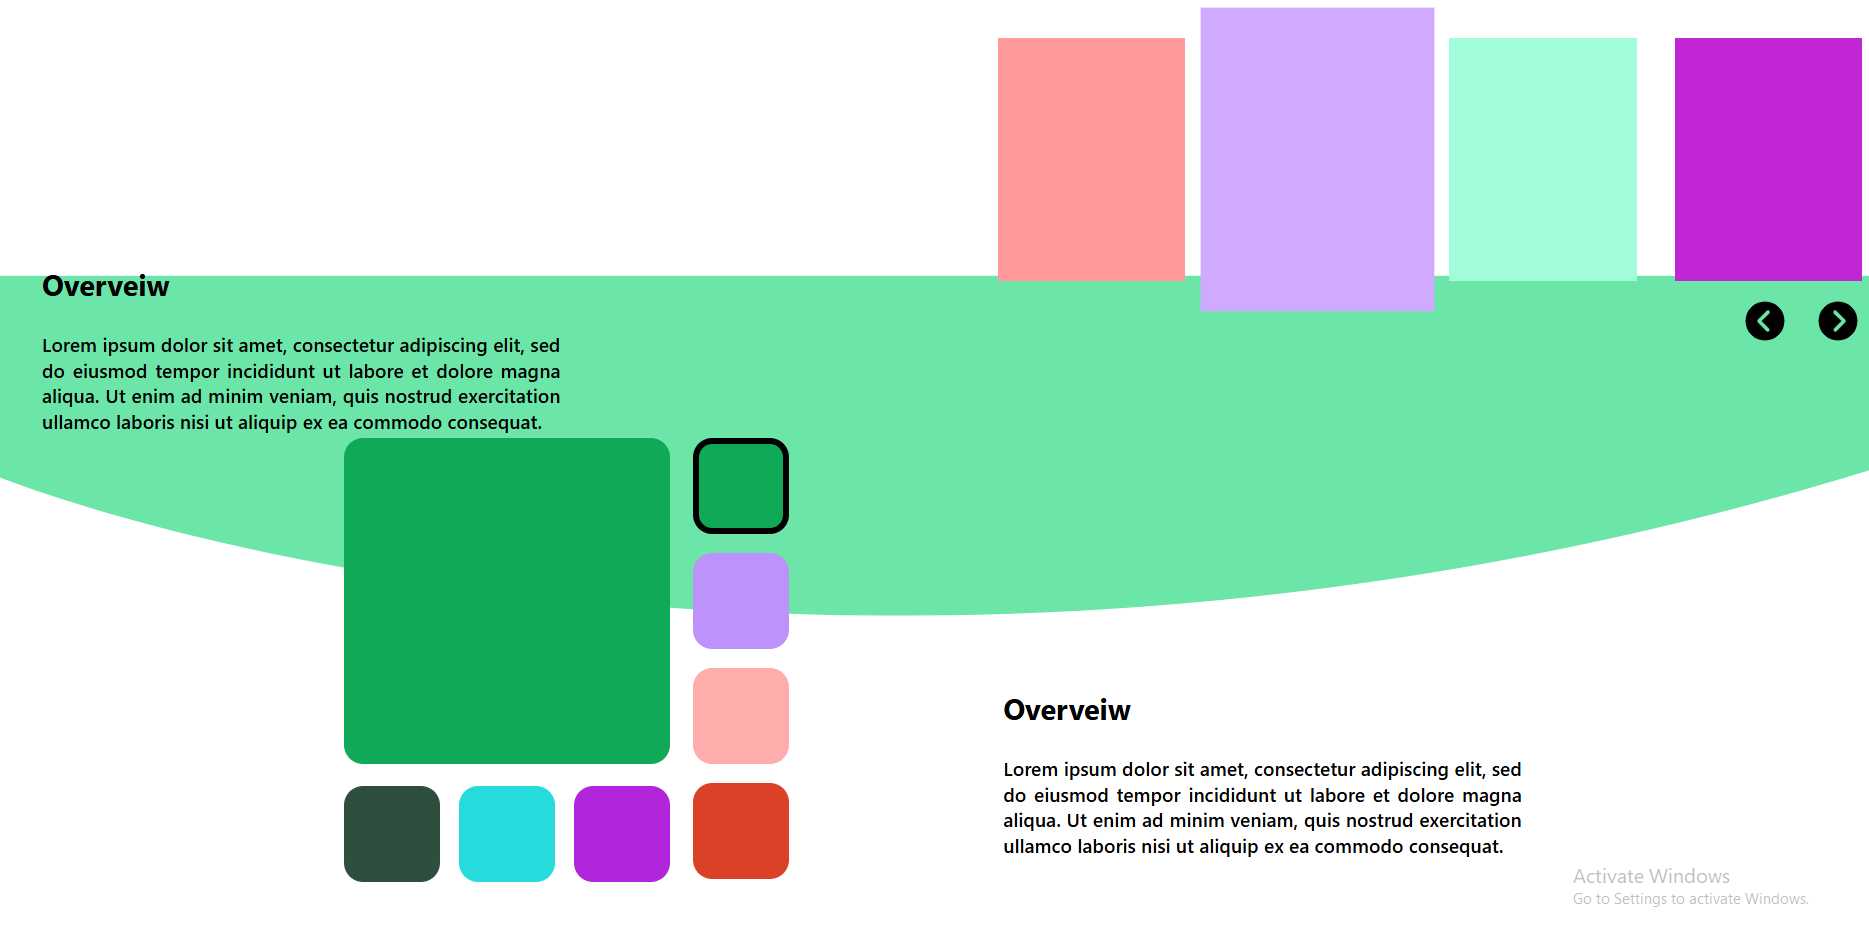 Overveiw
Lorem ipsum dolor sit amet, consectetur adipiscing elit, sed
do eiusmod tempor incididunt ut labore et dolore magna
aliqua. Ut enim ad minim veniam, quis nostrud exercitation
ullamco laboris nisi ut aliquip ex ea commodo consequat.
Overveiw
Lorem ipsum dolor sit amet, consectetur adipiscing elit, sed
do eiusmod tempor incididunt ut labore et dolore magna
aliqua. Ut enim ad minim veniam, quis nostrud exercitation
ullamco laboris nisi ut aliquip ex ea commodo consequat.
Activate Windows
Go to Settings to activate Windows.